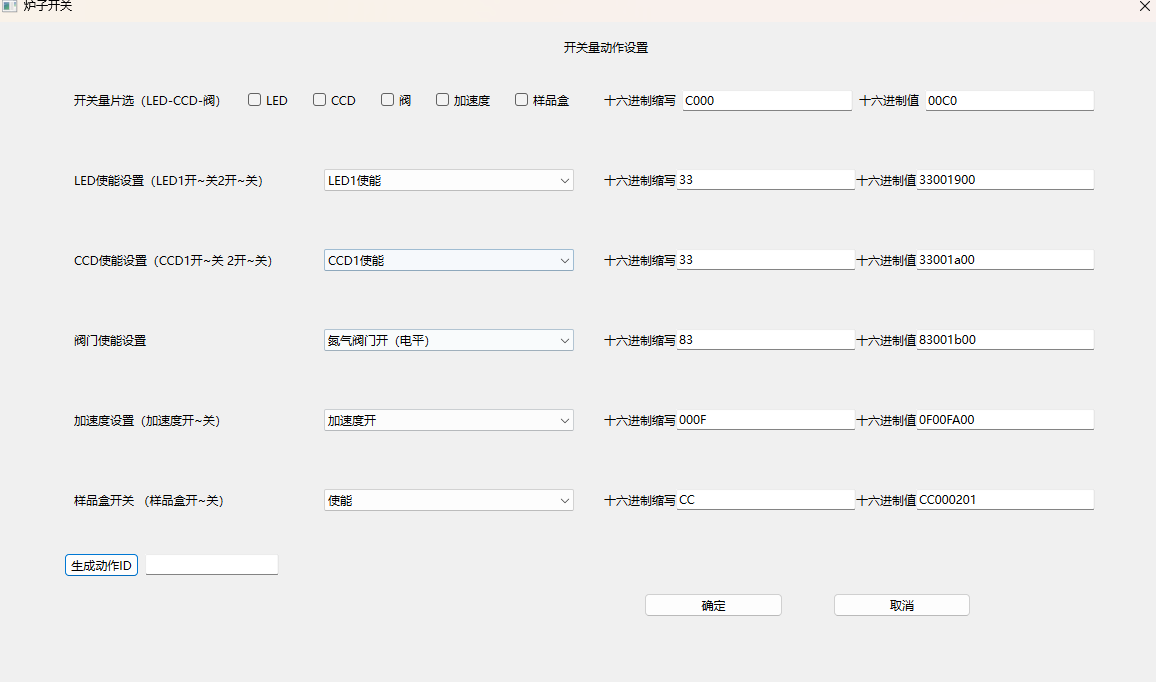 炉子开关
开关量动作设置
开关量片选（LED-CCD-阀） LED CCD 阀 加速度 样品盒 十六进制缩写 C000 十六进制值 00C0
LED使能设置（LED1开~关2开~关） LED1使能 十六进制缩写 33 十六进制值 33001900
CCD使能设置（CCD1开~关 2开~关） CCD1使能 十六进制缩写 33 十六进制值 33001a00
阀门使能设置 氮气阀门开（电平） 十六进制缩写 83 十六进制值 83001b00
加速度设置（加速度开~关） 加速度开 十六进制缩写 000F 十六进制值 0F00FA00
样品盒开关 （样品盒开~关） 使能 十六进制缩写 CC 十六进制值 CC000201
生成动作ID
确定 取消